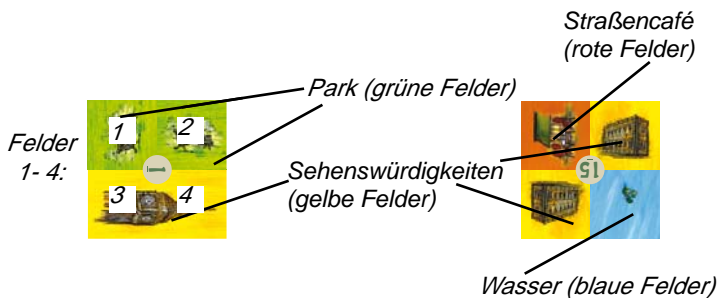 Straßencafé
(rote Felder)
Park (grüne Felder)
Felder
1- 4:
1
2
3
4
1
15
Sehenswürdigkeiten
(gelbe Felder)
Wasser (blaue Felder)